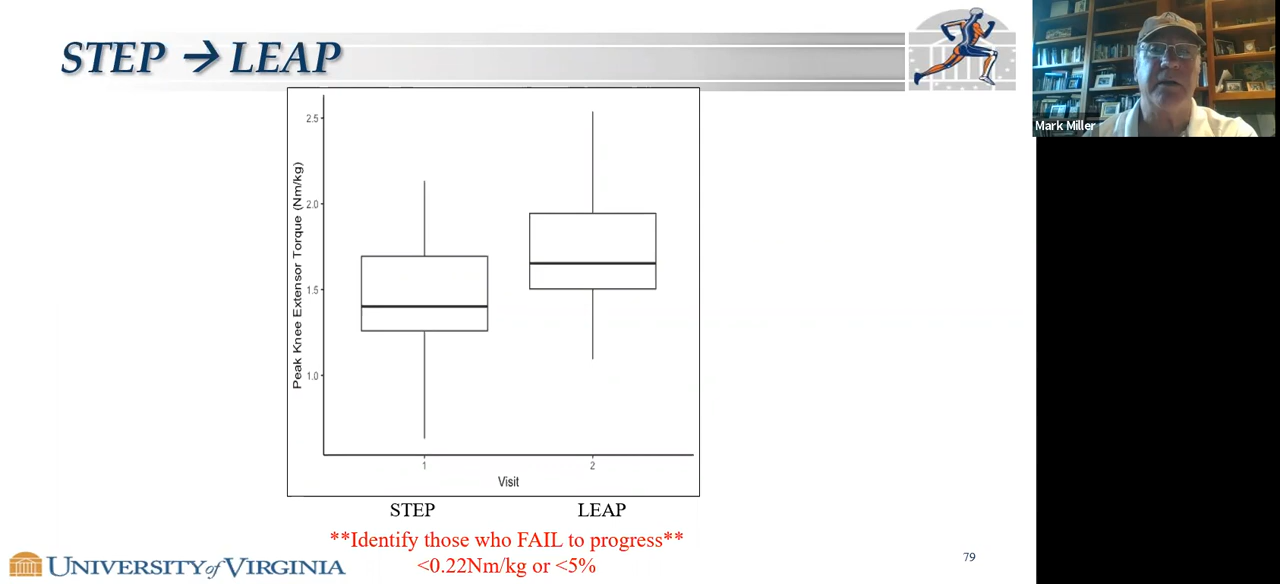 STEP → LEAP
Mark Miller
Peak Knee Extensor Torque (Nm/kg)
2.5
2.0
1.5
1.0
1
2
Visit
STEP
LEAP
**Identify those who FAIL to progress**
<0.22Nm/kg or <5%
UNIVERSITY of VIRGINIA
79